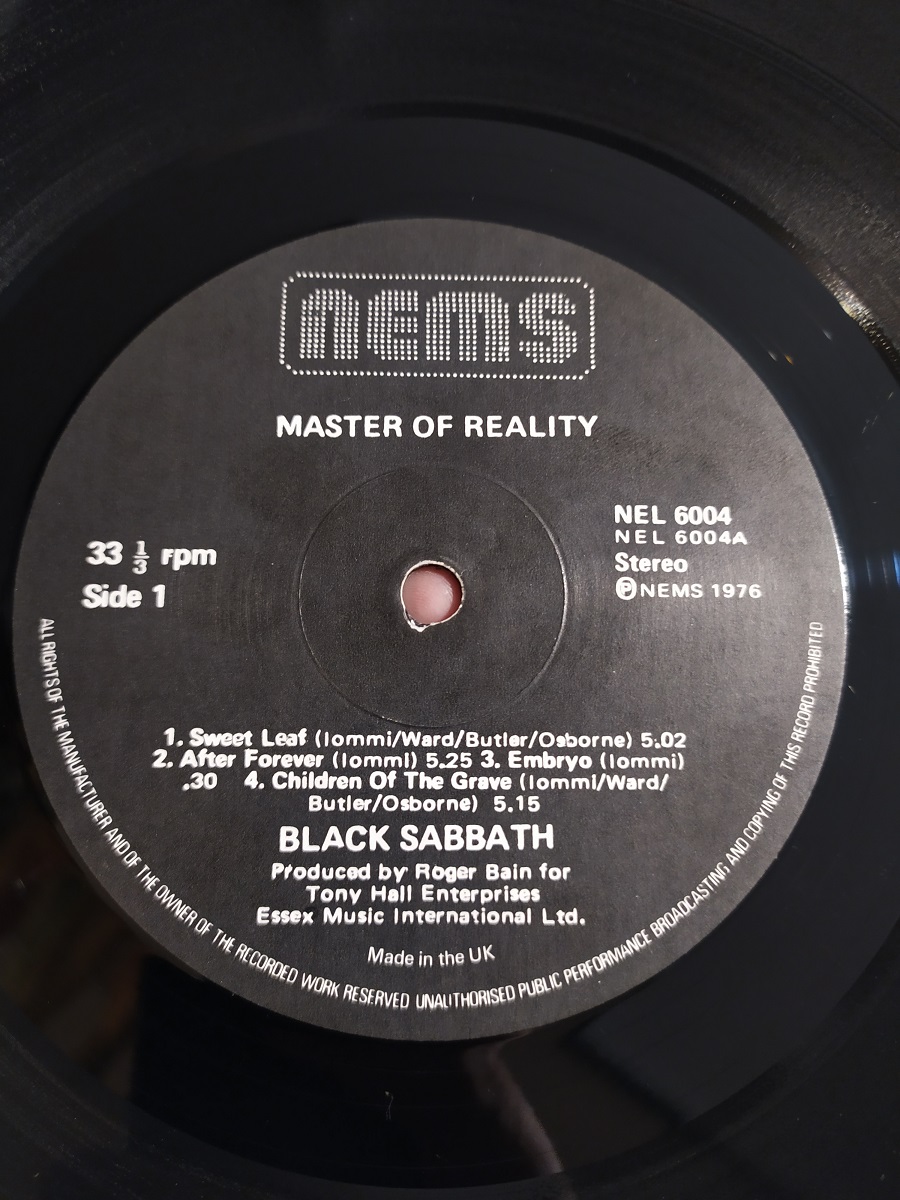 nems
MASTER OF REALITY
33 1/3 rpm
Side 1
NEL 6004
NEL 6004A
Stereo
℗ NEMS 1976
1. Sweet Leaf (Iommi/Ward/Butler/Osborne) 5.02
2. After Forever (Iommi) 5.25 3. Embryo (Iommi)
.30 4. Children Of The Grave (Iommi/Ward/
Butler/Osborne) 5.15
BLACK SABBATH
Produced by Roger Bain for
Tony Hall Enterprises
Essex Music International Ltd.
Made in the UK
ALL RIGHTS OF THE MANUFACTURER AND OF THE OWNER OF THE RECORDED WORK RESERVED UNAUTHORISED PUBLIC PERFORMANCE BROADCASTING AND COPYING OF THIS RECORD PROHIBITED